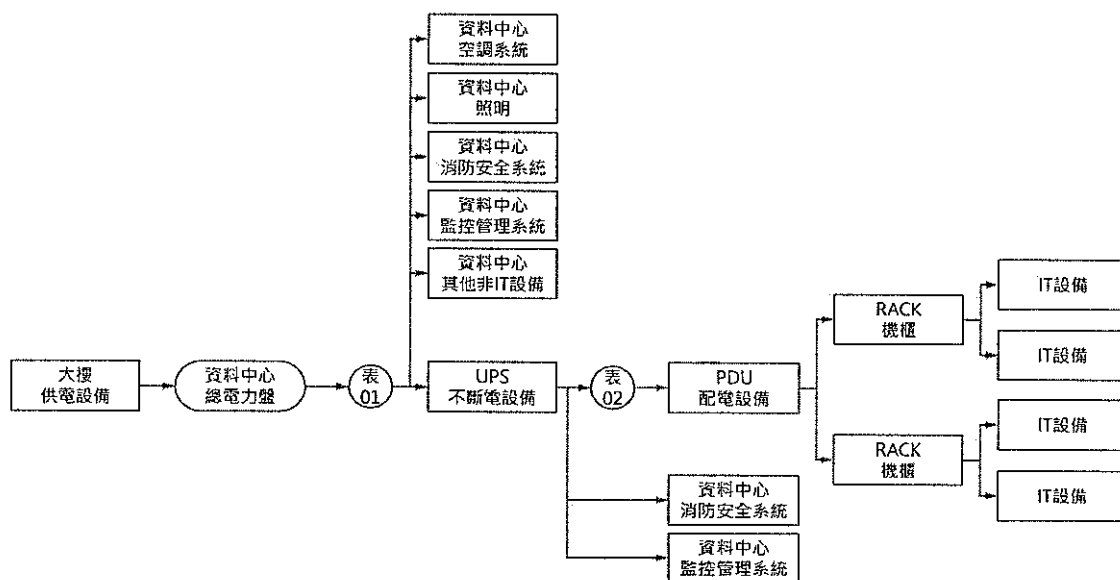 資料中心
空調系統
資料中心
照明
資料中心
消防安全系統
資料中心
監控管理系統
資料中心
其他非IT設備
大樓
供電設備
資料中心
總電力盤
表
01
UPS
不斷電設備
表
02
PDU
配電設備
RACK
機櫃
IT設備
IT設備
RACK
機櫃
IT設備
IT設備
資料中心
消防安全系統
資料中心
監控管理系統